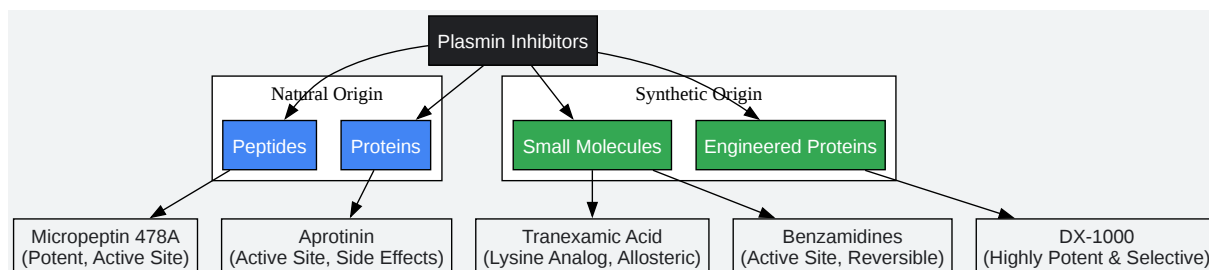 Plasmin Inhibitors
Natural Origin
Synthetic Origin
Peptides
Proteins
Small Molecules
Engineered Proteins
Micropeptin 478A
(Potent, Active Site)
Aprotinin
(Active Site, Side Effects)
Tranexamic Acid
(Lysine Analog, Allosteric)
Benzamidines
(Active Site, Reversible)
DX-1000
(Highly Potent & Selective)